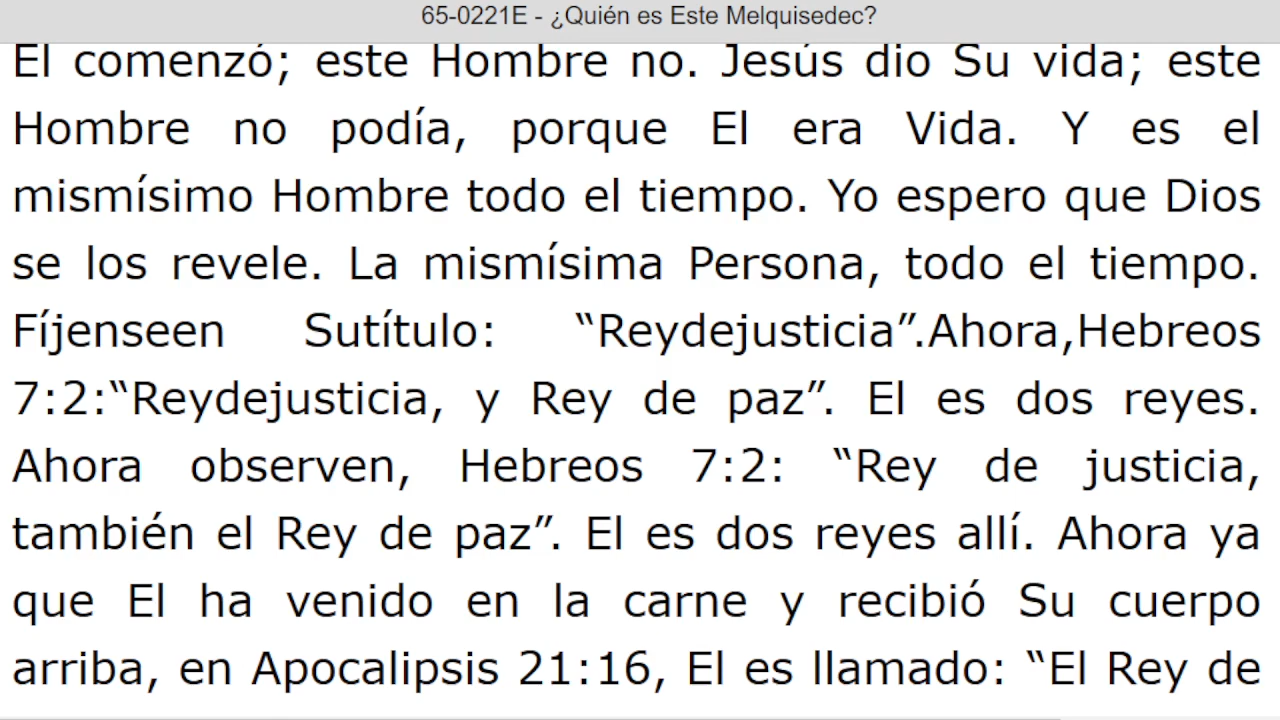 65-0221E - ¿Quién es Este Melquisedec?
El comenzó; este Hombre no. Jesús dio Su vida; este
Hombre no podía, porque El era Vida. Y es el
mismísimo Hombre todo el tiempo. Yo espero que Dios
se los revele. La mismísima Persona, todo el tiempo.
Fíjenseen Sutítulo: “Reydejusticia”.Ahora,Hebreos
7:2:“Reydejusticia, y Rey de paz”. El es dos reyes.
Ahora observen, Hebreos 7:2: “Rey de justicia,
también el Rey de paz”. El es dos reyes allí. Ahora ya
que El ha venido en la carne y recibió Su cuerpo
arriba, en Apocalipsis 21:16, El es llamado: “El Rey de